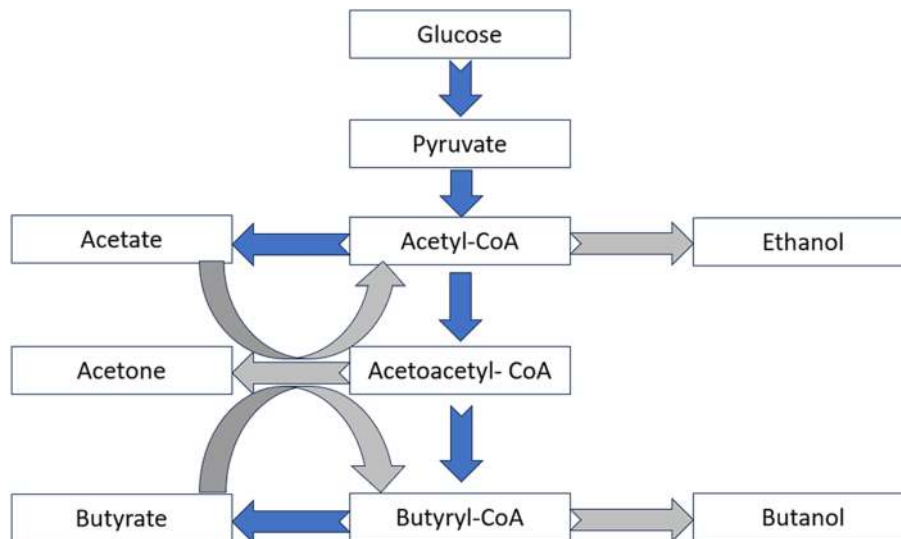 Glucose
Pyruvate
Acetate
Acetyl-CoA
Ethanol
Acetone
Acetoacetyl- CoA
Butyrate
Butyryl-CoA
Butanol